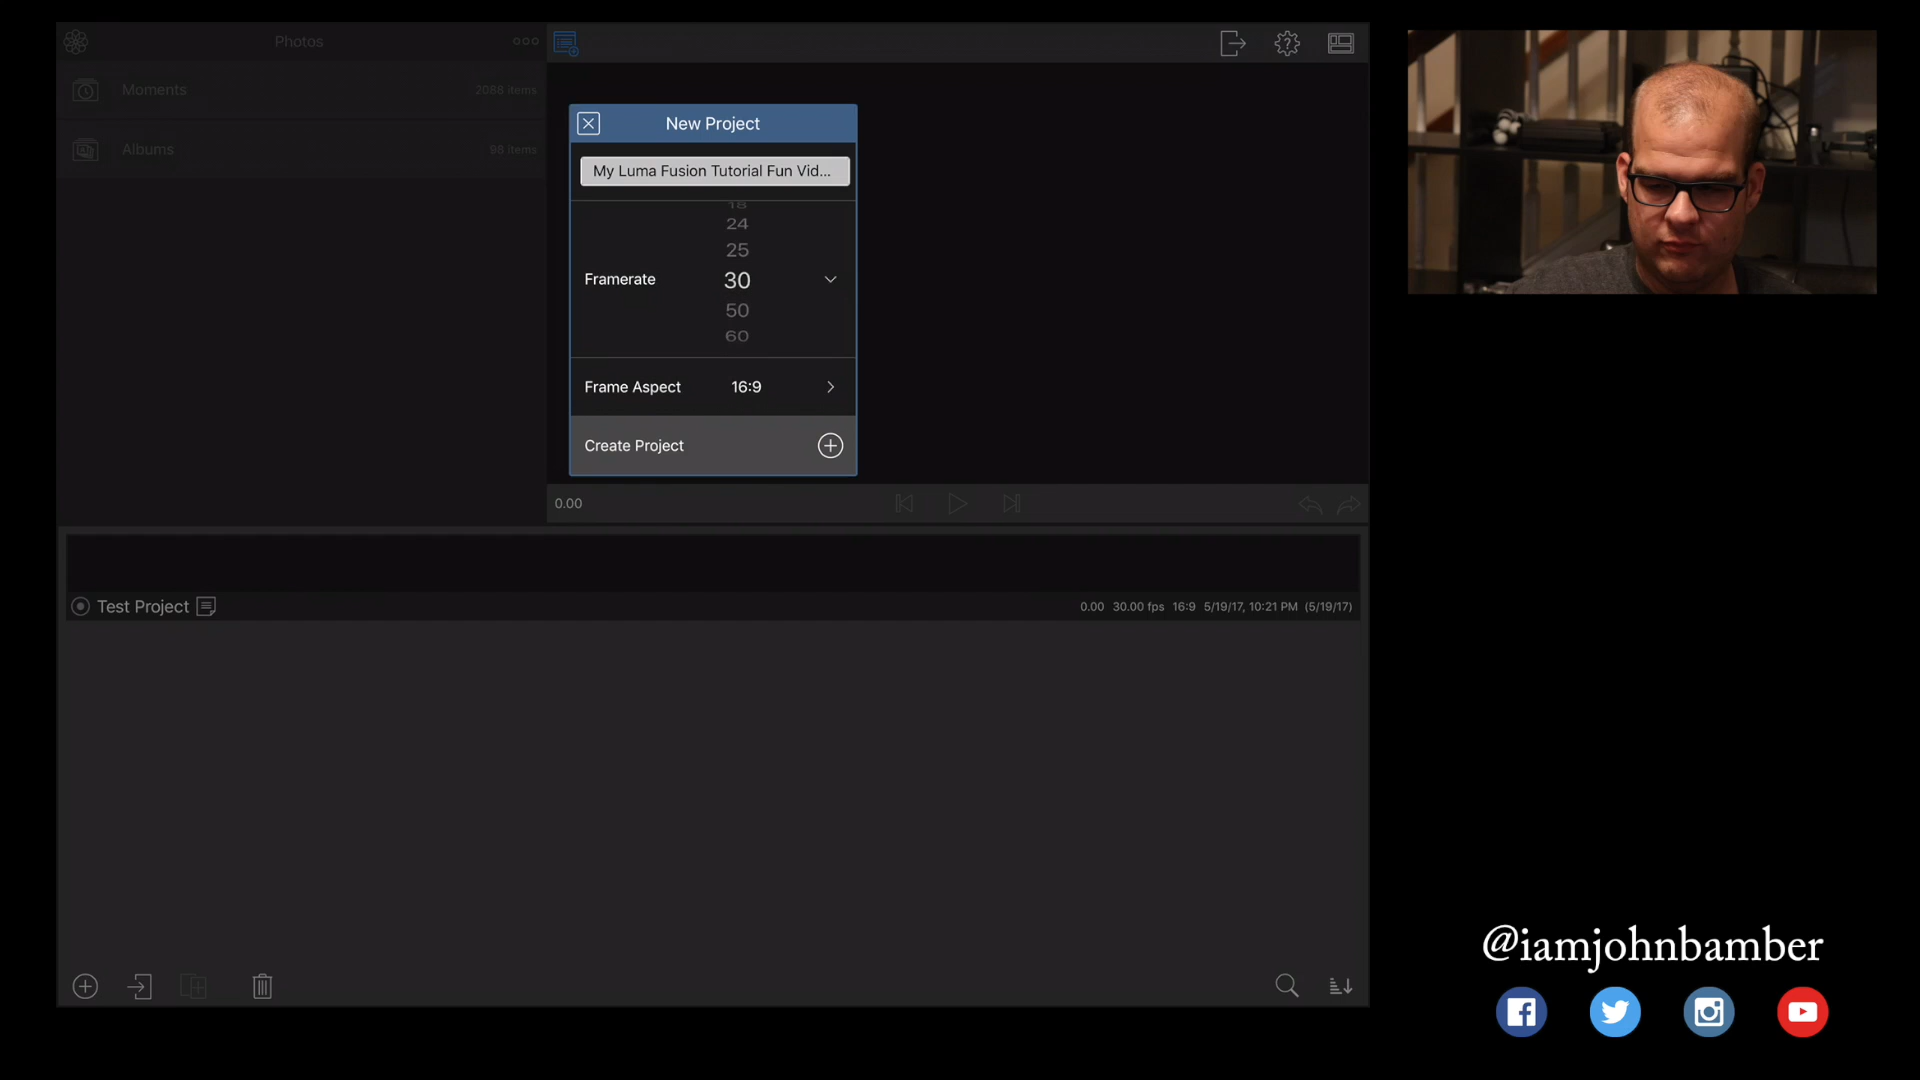 Photos
Moments
2088 items
Albums
98 items
New Project
My Luma Fusion Tutorial Fun Vid...
18
24
25
Framerate 30
50
60
Frame Aspect 16:9
Create Project
0.00
Test Project
0.00 30.00 fps 16:9 5/19/17, 10:21 PM (5/19/17)
@iamjohnbamber